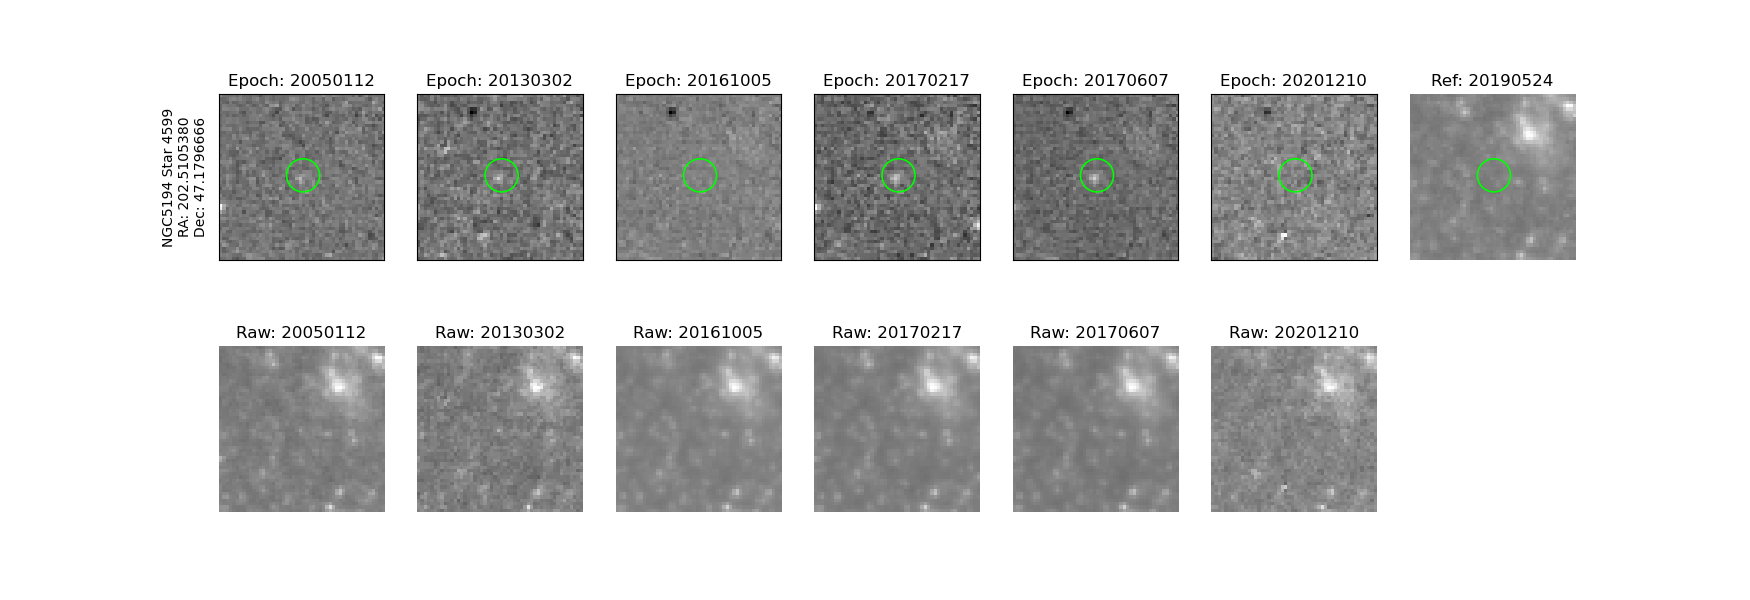 Epoch: 20050112
Epoch: 20130302
Epoch: 20161005
Epoch: 20170217
Epoch: 20170607
Epoch: 20201210
Ref: 20190524
NGC5194 Star 4599
RA: 202.5105380
Dec: 47.1796666
Raw: 20050112
Raw: 20130302
Raw: 20161005
Raw: 20170217
Raw: 20170607
Raw: 20201210